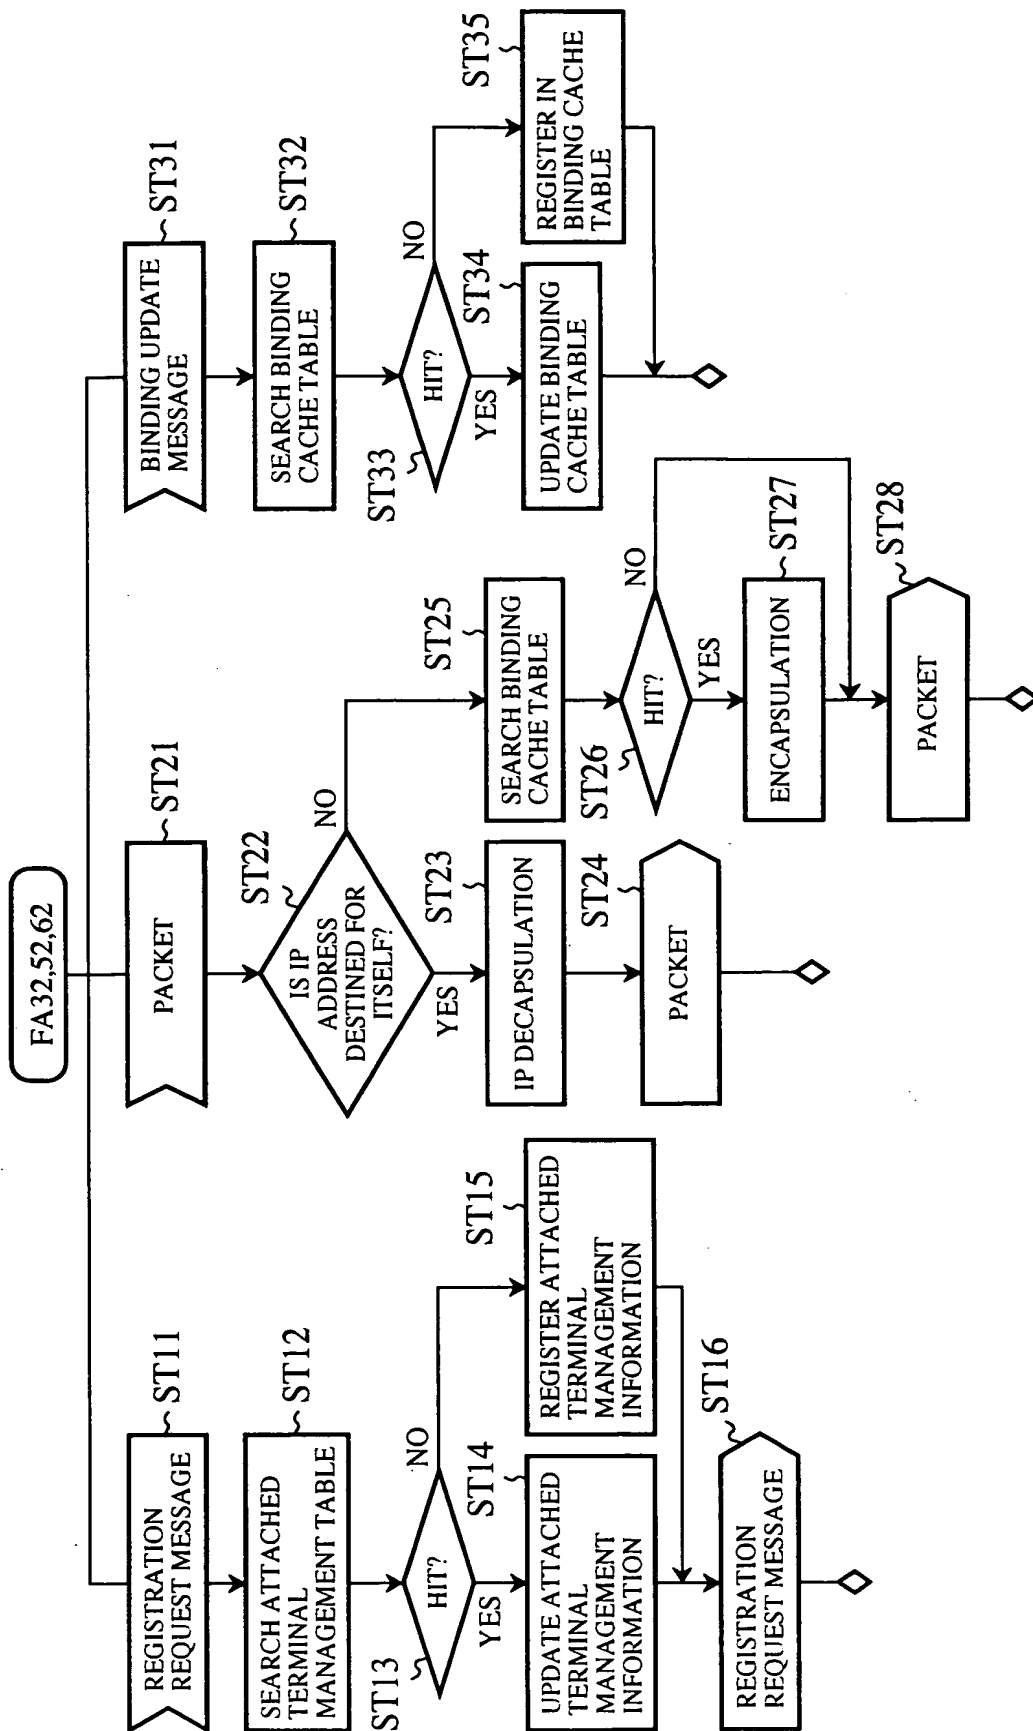 FA32,52,62
REGISTRATION
REQUEST MESSAGE
ST11
SEARCH ATTACHED
TERMINAL
MANAGEMENT TABLE
ST12
HIT?
ST13
NO
YES
UPDATE ATTACHED
TERMINAL
MANAGEMENT
INFORMATION
ST14
REGISTER ATTACHED
TERMINAL
MANAGEMENT
INFORMATION
ST15
REGISTRATION
REQUEST MESSAGE
ST16
PACKET
ST21
IS IP
ADDRESS
DESTINED FOR
ITSELF?
ST22
NO
YES
IP DECAPSULATION
ST23
PACKET
ST24
SEARCH BINDING
CACHE TABLE
ST25
HIT?
ST26
NO
YES
ENCAPSULATION
ST27
PACKET
ST28
BINDING UPDATE
MESSAGE
ST31
SEARCH BINDING
CACHE TABLE
ST32
HIT?
ST33
NO
YES
UPDATE BINDING
CACHE TABLE
ST34
REGISTER IN
BINDING CACHE
TABLE
ST35